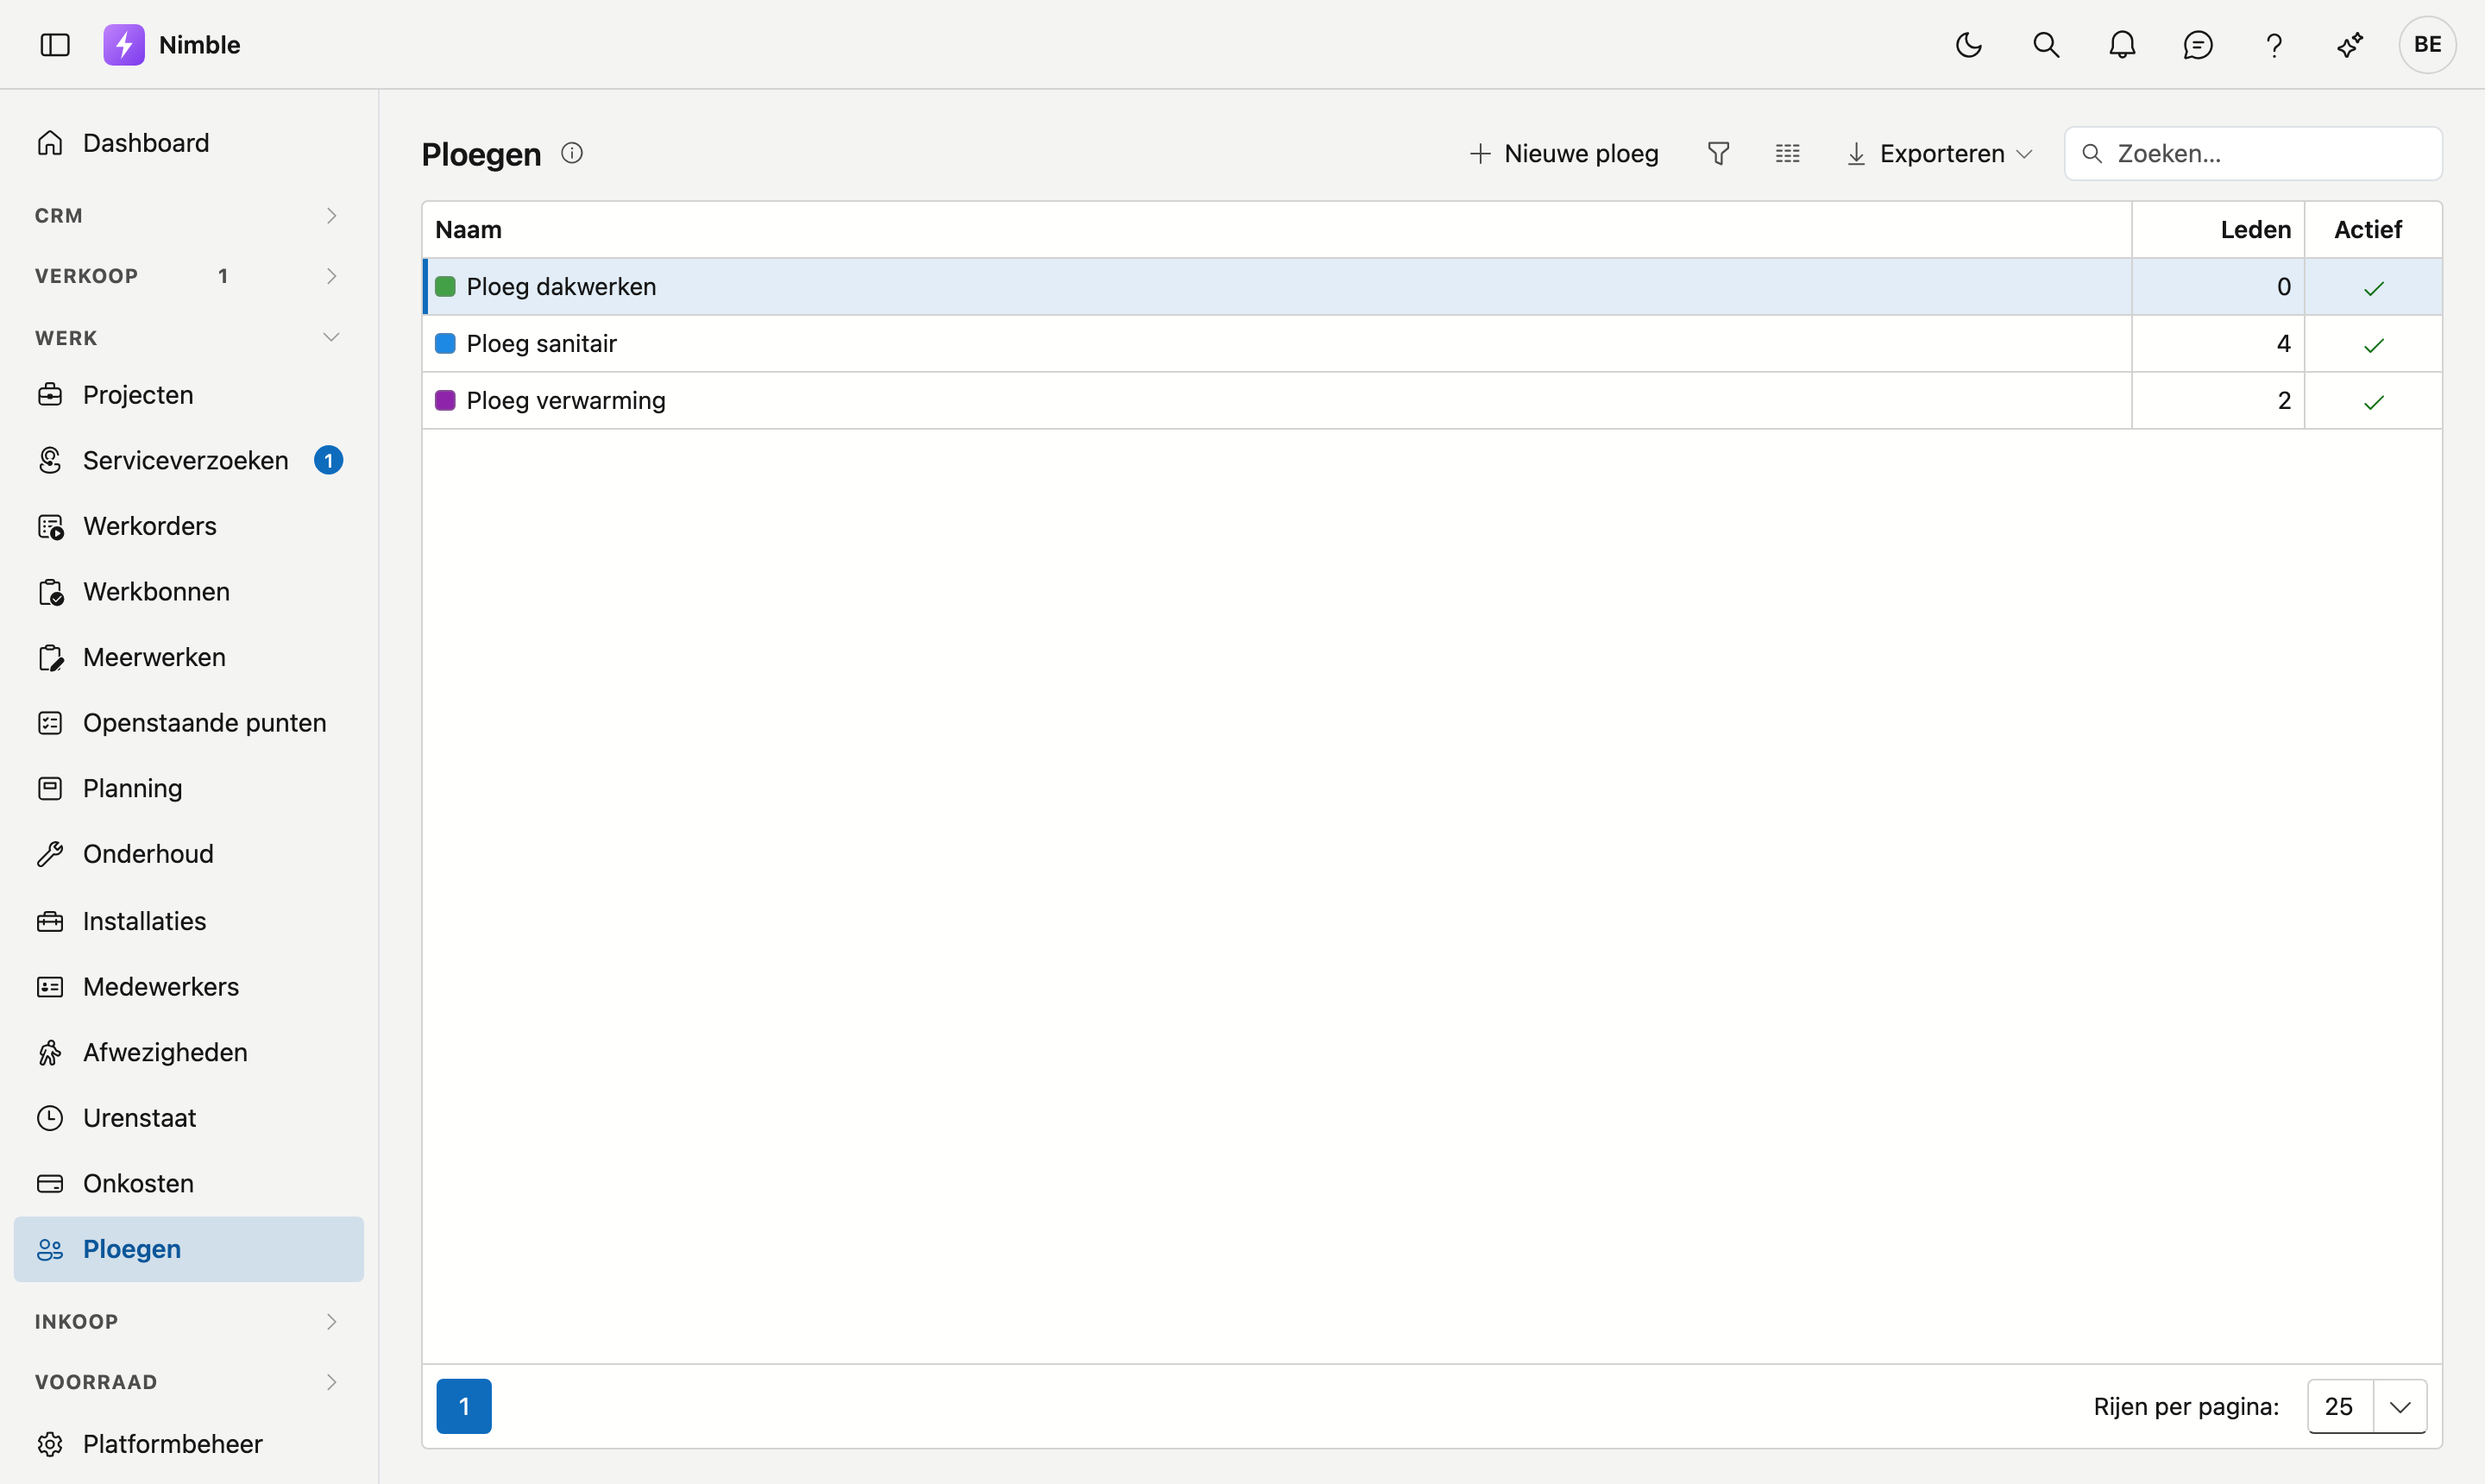 Nimble
BE
Dashboard
CRM
VERKOOP 1
WERK
Projecten
Serviceverzoeken 1
Werkorders
Werkbonnen
Meerwerken
Openstaande punten
Planning
Onderhoud
Installaties
Medewerkers
Afwezigheden
Urenstaat
Onkosten
Ploegen
INKOOP
VOORRAAD
Platformbeheer
Ploegen
Nieuwe ploeg
Exporteren
Zoeken...
Naam Leden Actief
Ploeg dakwerken 0
Ploeg sanitair 4
Ploeg verwarming 2
1
Rijen per pagina: 25